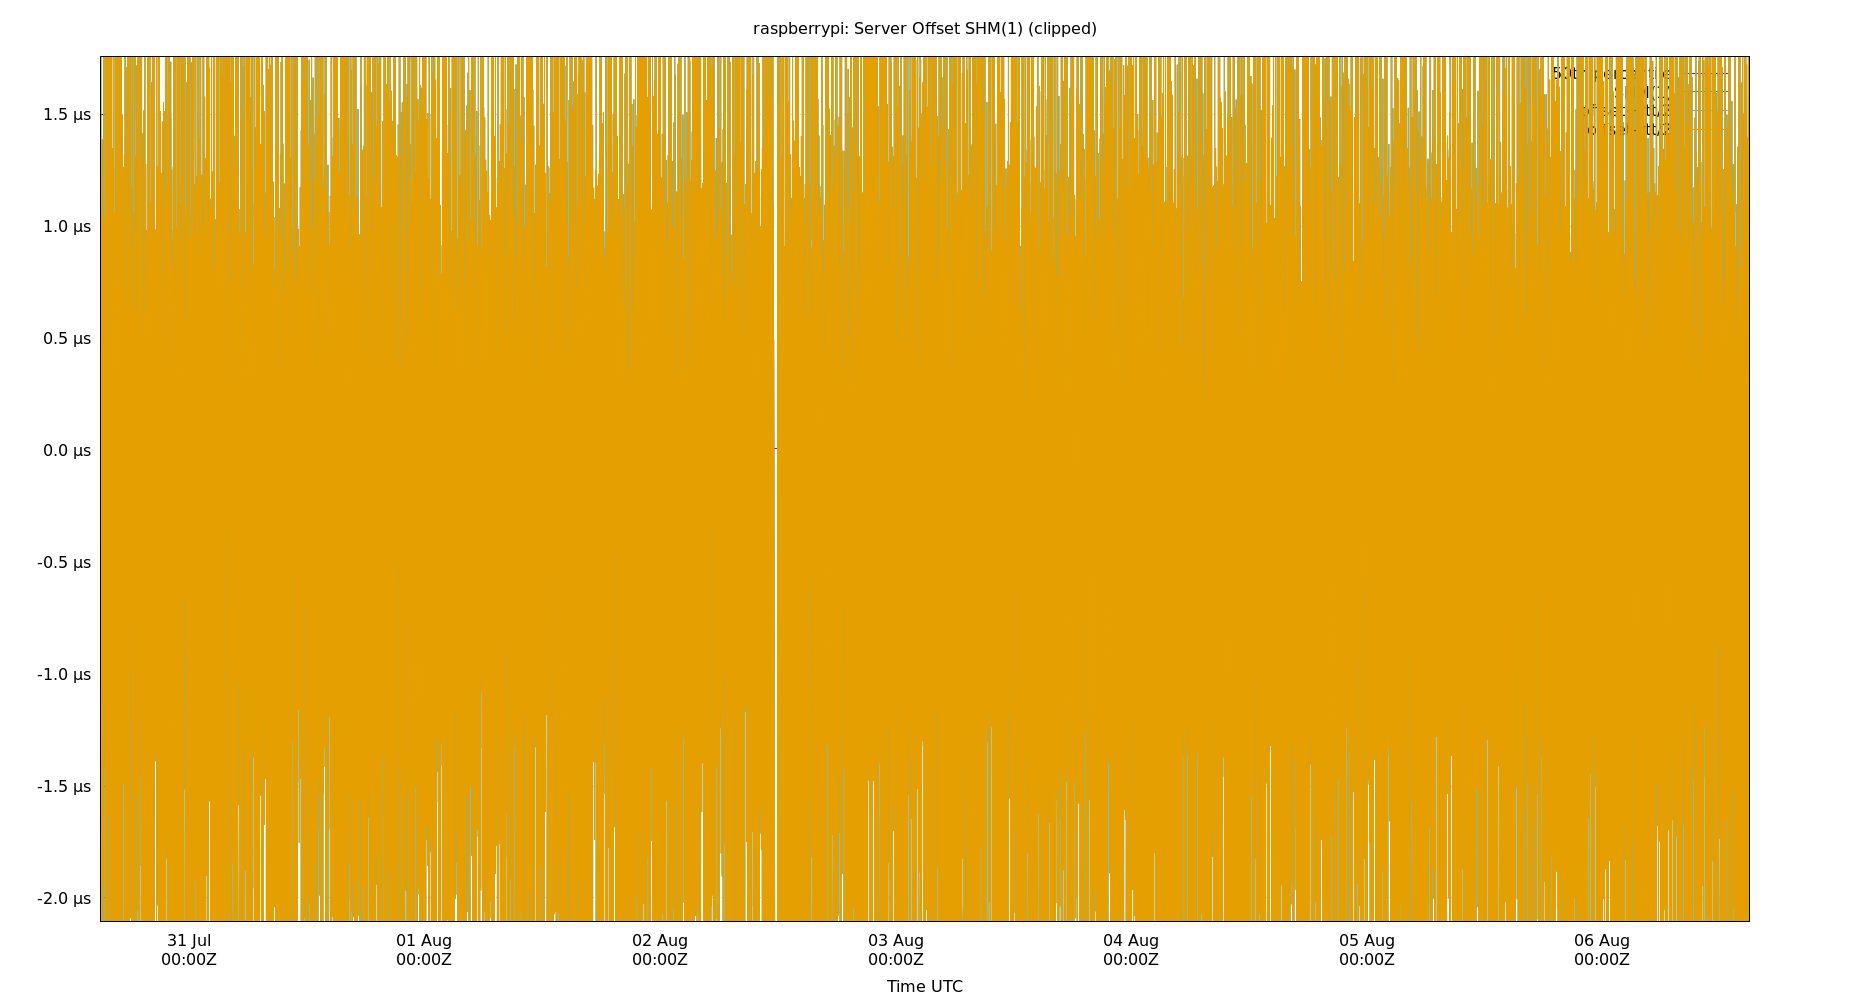 raspberrypi: Server Offset SHM(1) (clipped)
1.5 µs
1.0 µs
0.5 µs
0.0 µs
-0.5 µs
-1.0 µs
-1.5 µs
-2.0 µs
31 Jul 01 Aug 02 Aug 03 Aug 04 Aug 05 Aug 06 Aug
00:00Z 00:00Z 00:00Z 00:00Z 00:00Z 00:00Z 00:00Z
Time UTC